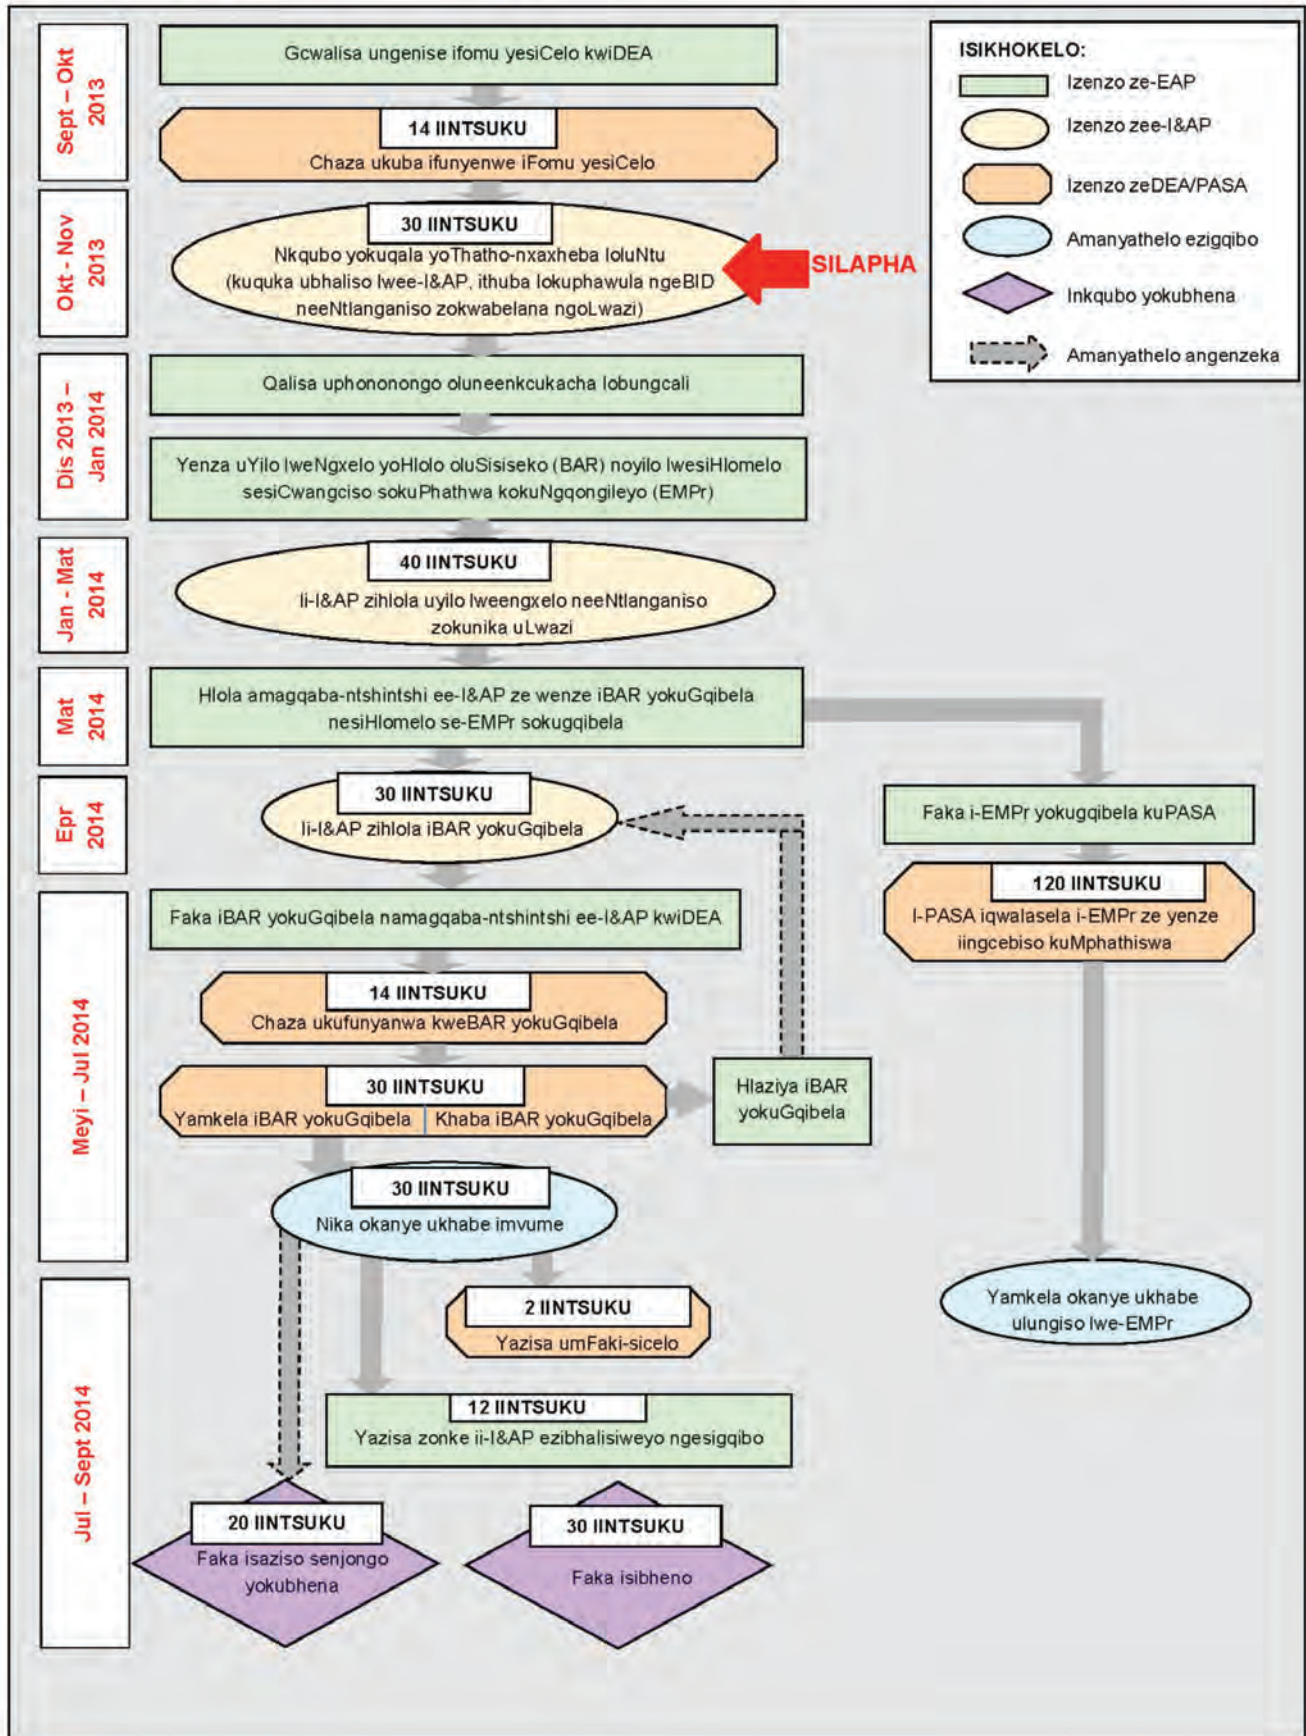 Sept – Okt
2013
Gcwalisa ungenise ifomu yesiCelo kwiDEA
14 IINTSUKU
Chaza ukuba ifunyenwe iFomu yesiCelo
Okt - Nov
2013
30 IINTSUKU
Nkqubo yokuqala yoThatho-nxaxheba loluNtu
(kuquka ubhaliso lwee-I&AP, ithuba lokuphawula ngeBID
neeNtlanganiso zokwabelana ngoLwazi)
SILAPHA
ISIKHOKELO:
Izenzo ze-EAP
Izenzo zee-I&AP
Izenzo zeDEA/PASA
Amanyathelo ezigqibo
Inkqubo yokubhena
Amanyathelo angenzeka
Dis 2013 –
Jan 2014
Qalisa uphononongo oluneenkcukacha lobungcali
Yenza uYilo lweNgxelo yoHlolo oluSisiseko (BAR) noyilo lwesiHlomelo
sesiCwangciso sokuPhathwa kokuNgqongileyo (EMPr)
Jan - Mat
2014
40 IINTSUKU
Ii-I&AP zihlola uyilo lweengxelo neeNtlanganiso
zokunika uLwazi
Mat
2014
Hlola amagqaba-ntshintshi ee-I&AP ze wenze iBAR yokuGqibela
nesiHlomelo se-EMPr sokugqibela
Epr
2014
30 IINTSUKU
Ii-I&AP zihlola iBAR yokuGqibela
Faka i-EMPr yokugqibela kuPASA
120 IINTSUKU
I-PASA iqwalasela i-EMPr ze yenze
iingcebiso kuMphathiswa
Meyi – Jul 2014
Faka iBAR yokuGqibela namagqaba-ntshintshi ee-I&AP kwiDEA
14 IINTSUKU
Chaza ukufunyanwa kweBAR yokuGqibela
30 IINTSUKU
Yamkela iBAR yokuGqibela
Khaba iBAR yokuGqibela
Hlaziya iBAR
yokuGqibela
30 IINTSUKU
Nika okanye ukhabe imvume
Yamkela okanye ukhabe
ulungiso lwe-EMPr
Jul – Sept 2014
2 IINTSUKU
Yazisa umFaki-sicelo
12 IINTSUKU
Yazisa zonke ii-I&AP ezibhalisiweyo ngesigqibo
20 IINTSUKU
Faka isaziso senjongo
yokubhena
30 IINTSUKU
Faka isibheno